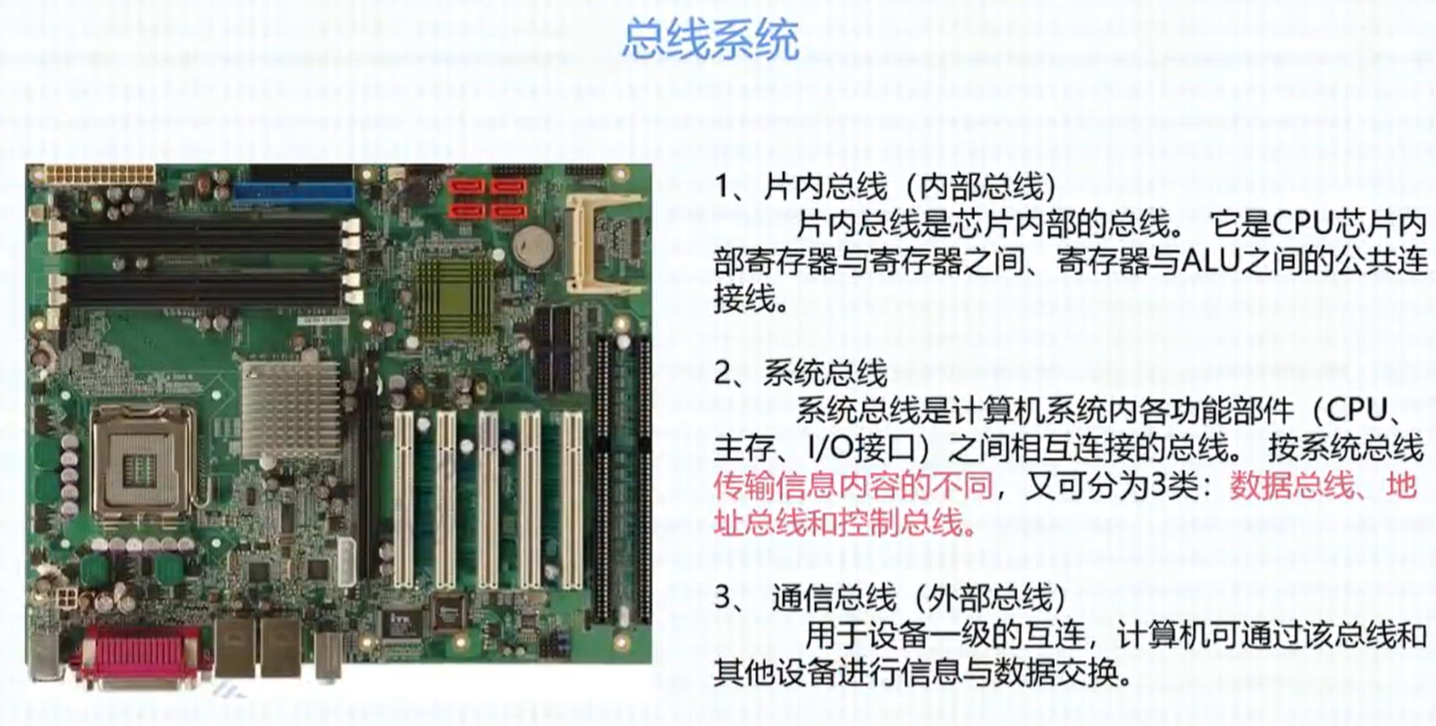 总线系统
1、片内总线（内部总线）
片内总线是芯片内部的总线。 它是CPU芯片内
部寄存器与寄存器之间、寄存器与ALU之间的公共连
接线。
2、系统总线
系统总线是计算机系统内各功能部件（CPU、
主存、I/O接口）之间相互连接的总线。 按系统总线
传输信息内容的不同，又可分为3类：数据总线、地
址总线和控制总线。
3、 通信总线（外部总线）
用于设备一级的互连，计算机可通过该总线和
其他设备进行信息与数据交换。